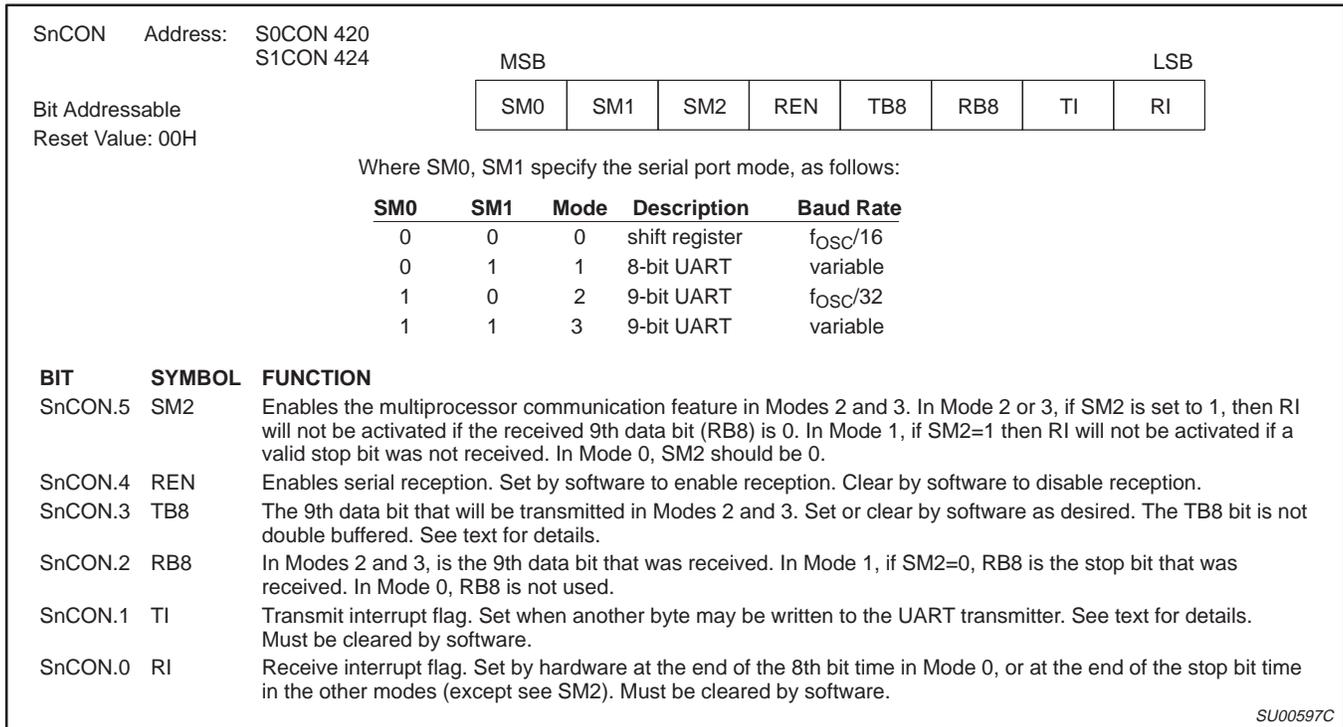 SnCON Address: S0CON 420
S1CON 424
MSB LSB
Bit Addressable
Reset Value: 00H
SM0 SM1 SM2 REN TB8 RB8 TI RI
Where SM0, SM1 specify the serial port mode, as follows:
SM0 SM1 Mode Description Baud Rate
0 0 0 shift register fOSC/16
0 1 1 8-bit UART variable
1 0 2 9-bit UART fOSC/32
1 1 3 9-bit UART variable
BIT SYMBOL FUNCTION
SnCON.5 SM2 Enables the multiprocessor communication feature in Modes 2 and 3. In Mode 2 or 3, if SM2 is set to 1, then RI
will not be activated if the received 9th data bit (RB8) is 0. In Mode 1, if SM2=1 then RI will not be activated if a
valid stop bit was not received. In Mode 0, SM2 should be 0.
SnCON.4 REN Enables serial reception. Set by software to enable reception. Clear by software to disable reception.
SnCON.3 TB8 The 9th data bit that will be transmitted in Modes 2 and 3. Set or clear by software as desired. The TB8 bit is not
double buffered. See text for details.
SnCON.2 RB8 In Modes 2 and 3, is the 9th data bit that was received. In Mode 1, if SM2=0, RB8 is the stop bit that was
received. In Mode 0, RB8 is not used.
SnCON.1 TI Transmit interrupt flag. Set when another byte may be written to the UART transmitter. See text for details.
Must be cleared by software.
SnCON.0 RI Receive interrupt flag. Set by hardware at the end of the 8th bit time in Mode 0, or at the end of the stop bit time
in the other modes (except see SM2). Must be cleared by software.
SU00597C